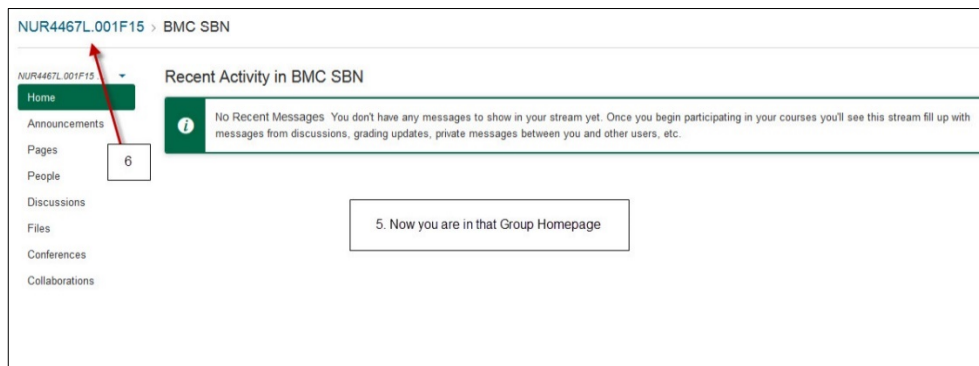 NUR4467L.001F15 > BMC SBN
NUR4467L.001F15
Recent Activity in BMC SBN
Home
No Recent Messages You don't have any messages to show in your stream yet. Once you begin participating in your courses you'll see this stream fill up with
messages from discussions, grading updates, private messages between you and other users, etc.
Announcements
Pages
6
People
Discussions
Files
5. Now you are in that Group Homepage
Conferences
Collaborations